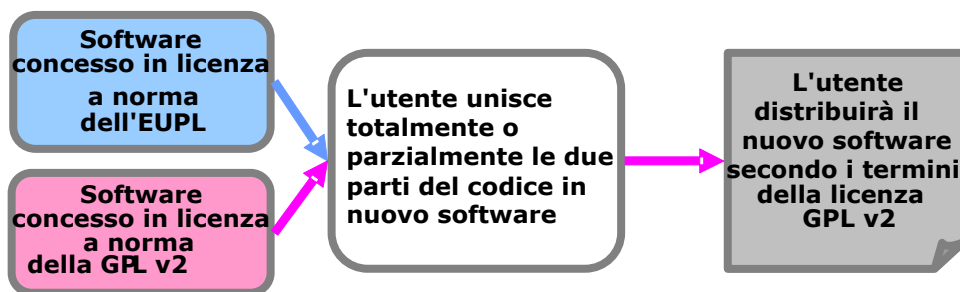 Software
concesso in licenza
a norma
dell'EUPL
Software
concesso in licenza
a norma
della GPL v2
L'utente unisce
totalmente o
parzialmente le due
parti del codice in
nuovo software
L'utente
distribuirà il
nuovo software
secondo i termini
della licenza
GPL v2